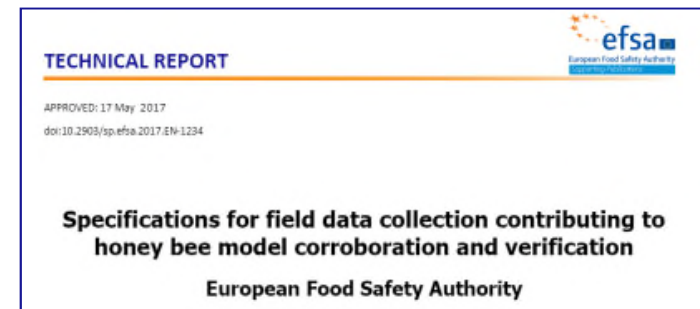 efsa
TECHNICAL REPORT
European Food Safety Authority
Supporting Publications
APPROVED: 17 May 2017
doi:10.2903/sp.efsa.2017.EN-1234
Specifications for field data collection contributing to
honey bee model corroboration and verification
European Food Safety Authority